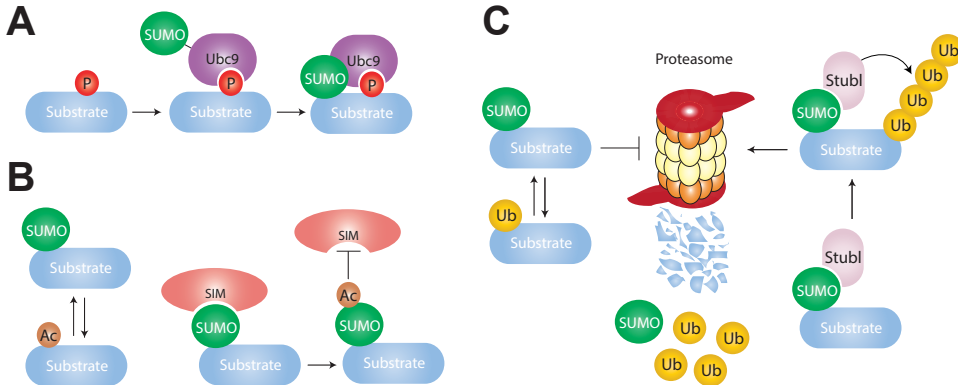 A
P
Substrate
SUMO
Ubc9
P
Substrate
Ubc9
SUMO
P
Substrate
B
SUMO
Substrate
Ac
Substrate
SIM
SUMO
Substrate
SIM
Ac
SUMO
Substrate
C
SUMO
Substrate
Ub
Substrate
Proteasome
Stubl
SUMO
Substrate
Ub
Ub
Ub
Ub
Stubl
SUMO
Substrate
SUMO
Ub
Ub
Ub
Ub